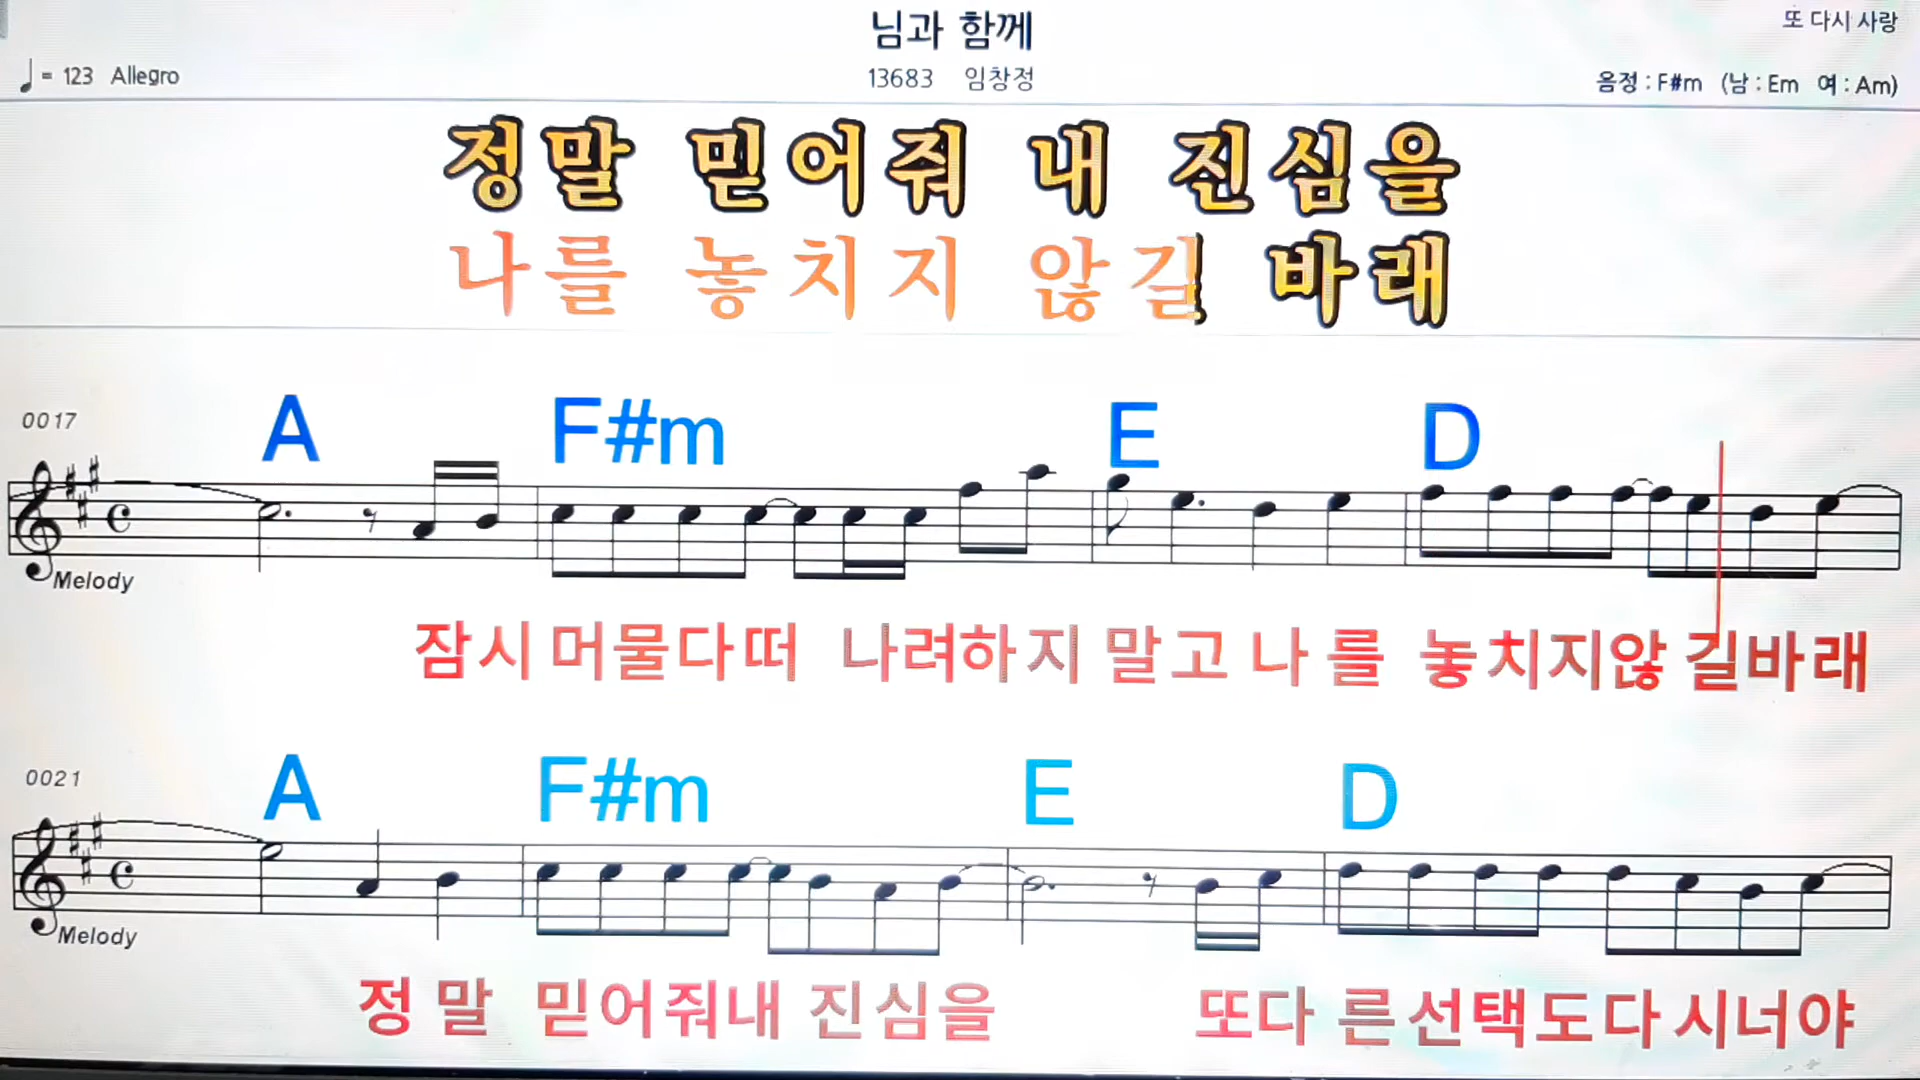 님과 함께
또 다시 사랑
♩= 123 Allegro
13683 임창정
음정 : F#m (남 : Em 여 : Am)
정말 믿어줘 내 진심을
나를 놓치지 않길 바래
0017
A F#m E D
Melody
잠시 머물다떠 나려하지 말고 나 를 놓치지않 길바래
0021
A F#m E D
Melody
정 말 믿어줘내 진심을 또다 른선택도다시너야